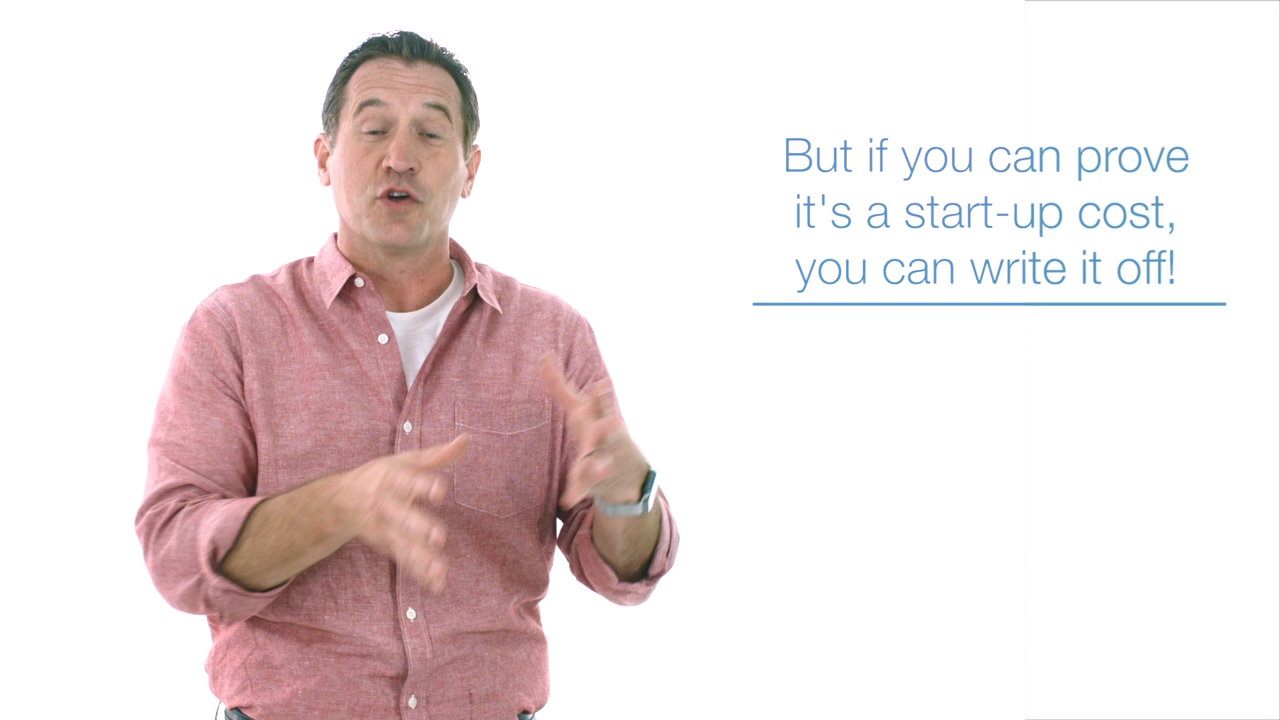 But if you can prove
it's a start-up cost,
you can write it off!